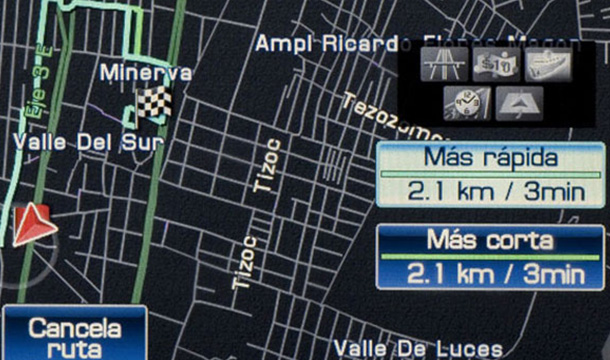 Ampl Ricardo Flores Magon
Minerva
Eje 3 E
$10
Tezozomoc
Valle Del Sur
Tizoc
Más rápida
2.1 km / 3min
Tizoc
Más corta
2.1 km / 3min
Cancela
ruta
Valle De Luces